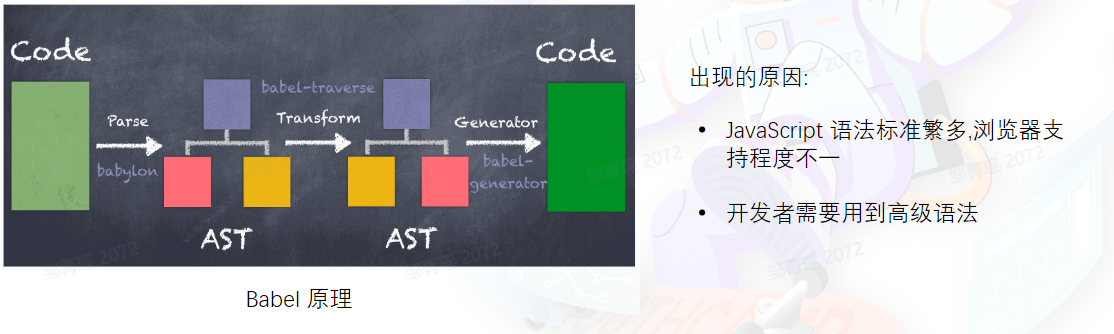 Code
Code
babel-traverse
Parse
Transform
Generator
babylon
babel-
generator
AST
AST
Babel 原理
出现的原因:
• JavaScript 语法标准繁多,浏览器支
持程度不一
• 开发者需要用到高级语法